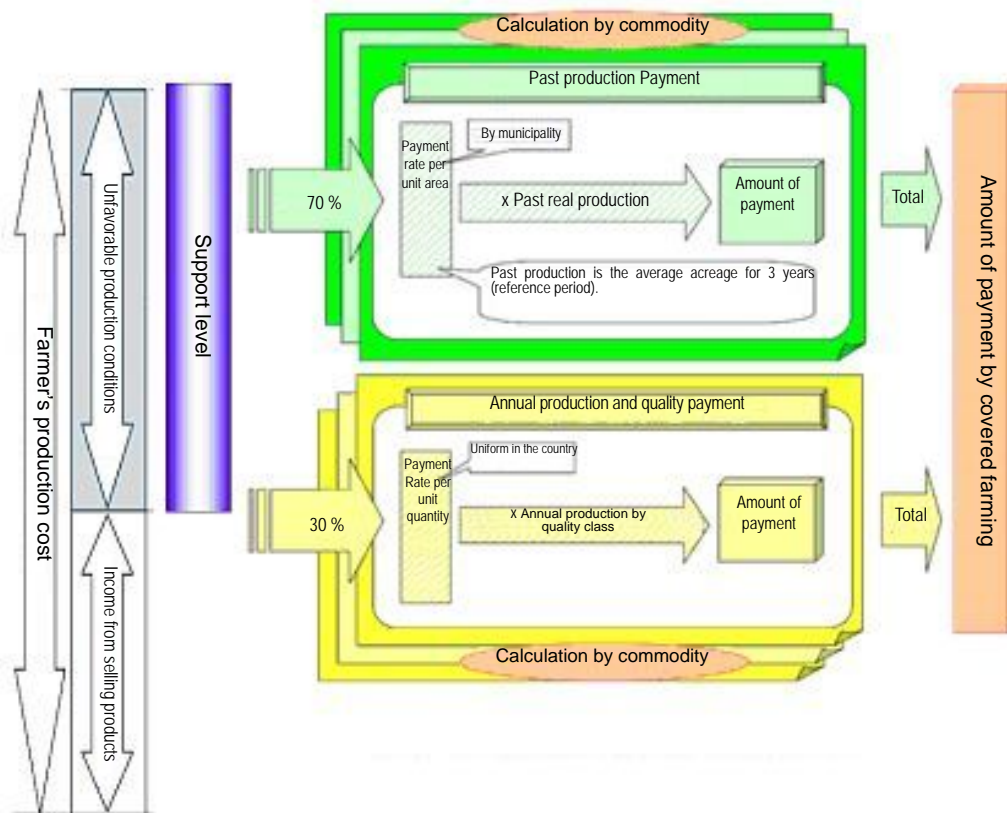 Calculation by commodity
Past production Payment
Payment
rate per
unit area
By municipality
70 %
x Past real production
Amount of
payment
Total
Past production is the average acreage for 3 years
(reference period).
Farmer's production cost
Unfavorable production conditions
Income from selling products
Support level
Annual production and quality payment
Payment
Rate per
unit
quantity
Uniform in the country
30 %
x Annual production by
quality class
Amount of
payment
Total
Calculation by commodity
Amount of payment by covered farming